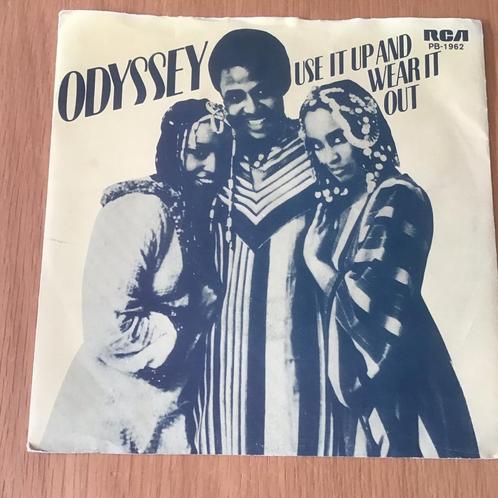 ODYSSEY
USE IT UP AND
WEAR IT
OUT
RCA
PB-1962